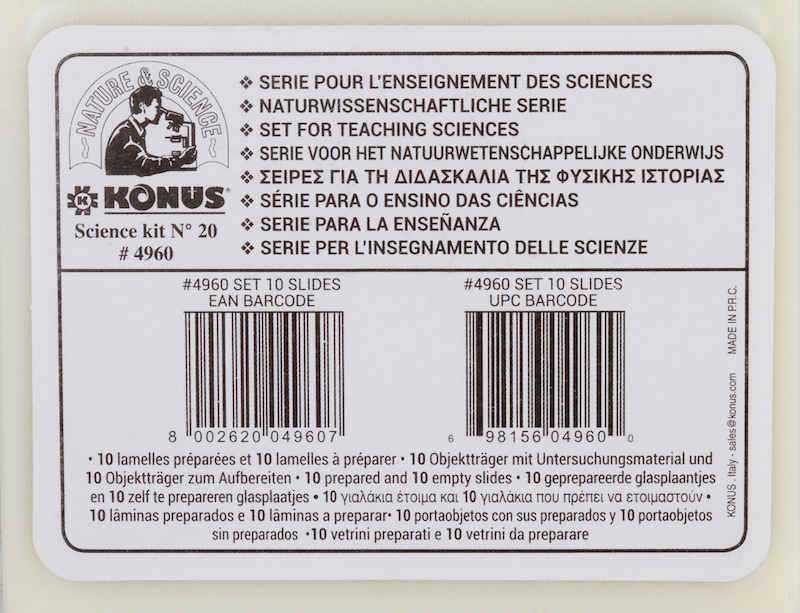 NATURE & SCIENCE
KONUS®
Science kit N° 20
# 4960
❖ SERIE POUR L'ENSEIGNEMENT DES SCIENCES
❖ NATURWISSENSCHAFTLICHE SERIE
❖ SET FOR TEACHING SCIENCES
❖ SERIE VOOR HET NATUURWETENSCHAPPELIJKE ONDERWIJS
❖ ΣΕΙΡΕΣ ΓΙΑ ΤΗ ΔΙΔΑΣΚΑΛΙΑ ΤΗΣ ΦΥΣΙΚΗΣ ΙΣΤΟΡΙΑΣ
❖ SÉRIE PARA O ENSINO DAS CIÊNCIAS
❖ SERIE PARA LA ENSEÑANZA
❖ SERIE PER L'INSEGNAMENTO DELLE SCIENZE
#4960 SET 10 SLIDES
EAN BARCODE
8 002620 049607
#4960 SET 10 SLIDES
UPC BARCODE
6 98156 04960 0
• 10 lamelles préparées et 10 lamelles à préparer • 10 Objektträger mit Untersuchungsmaterial und
10 Objektträger zum Aufbereiten • 10 prepared and 10 empty slides • 10 geprepareerde glasplaantjes
en 10 zelf te prepareren glasplaatjes • 10 γιαλάκια έτοιμα και 10 γιαλάκια που πρέπει να ετοιμαστούν •
10 lâminas preparados e 10 lâminas a preparar• 10 portaobjetos con sus preparados y 10 portaobjetos
sin preparados •10 vetrini preparati e 10 vetrini da preparare
KONUS . Italy - sales@konus.com MADE IN P.R.C.